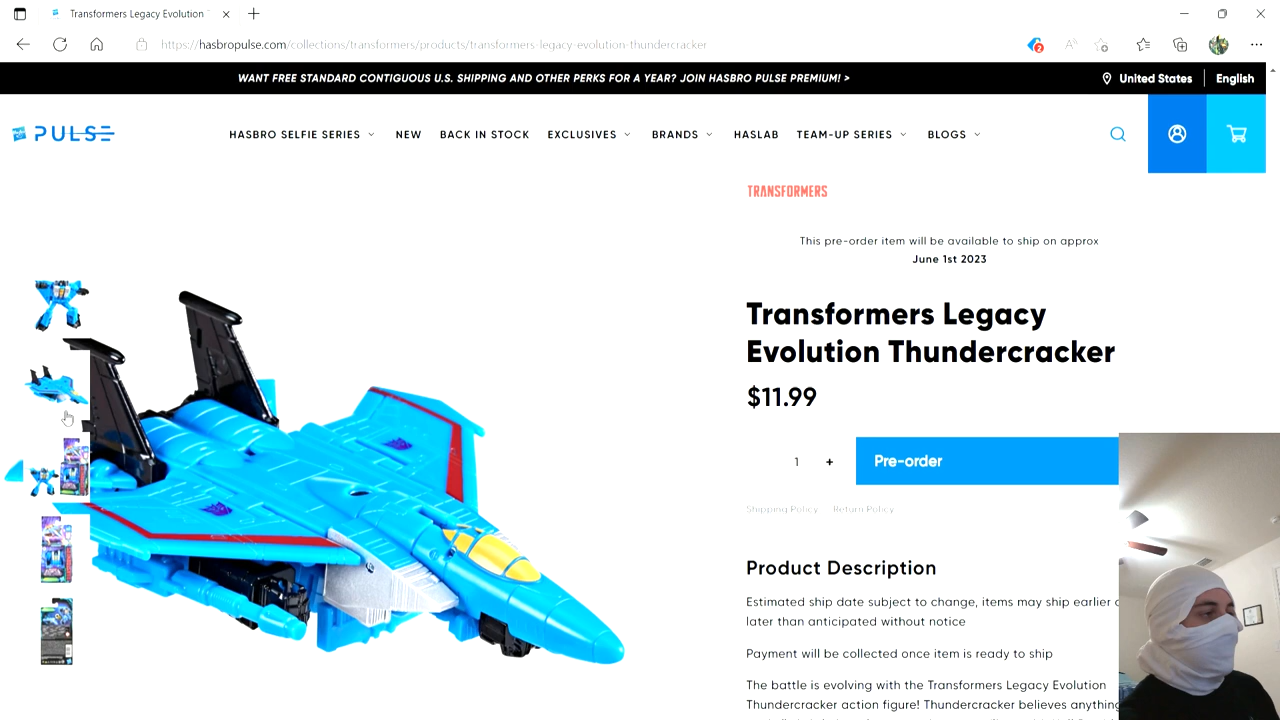 Transformers Legacy Evolution
https://hasbropulse.com/collections/transformers/products/transformers-legacy-evolution-thundercracker
2
WANT FREE STANDARD CONTIGUOUS U.S. SHIPPING AND OTHER PERKS FOR A YEAR? JOIN HASBRO PULSE PREMIUM! >
United States
English
PULSE
HASBRO SELFIE SERIES
NEW
BACK IN STOCK
EXCLUSIVES
BRANDS
HASLAB
TEAM-UP SERIES
BLOGS
TRANSFORMERS
This pre-order item will be available to ship on approx
June 1st 2023
Transformers Legacy
Evolution Thundercracker
$11.99
1 +
Pre-order
Shipping Policy Return Policy
Product Description
Estimated ship date subject to change, items may ship earlier
later than anticipated without notice
Payment will be collected once item is ready to ship
The battle is evolving with the Transformers Legacy Evolution
Thundercracker action figure! Thundercracker believes anything